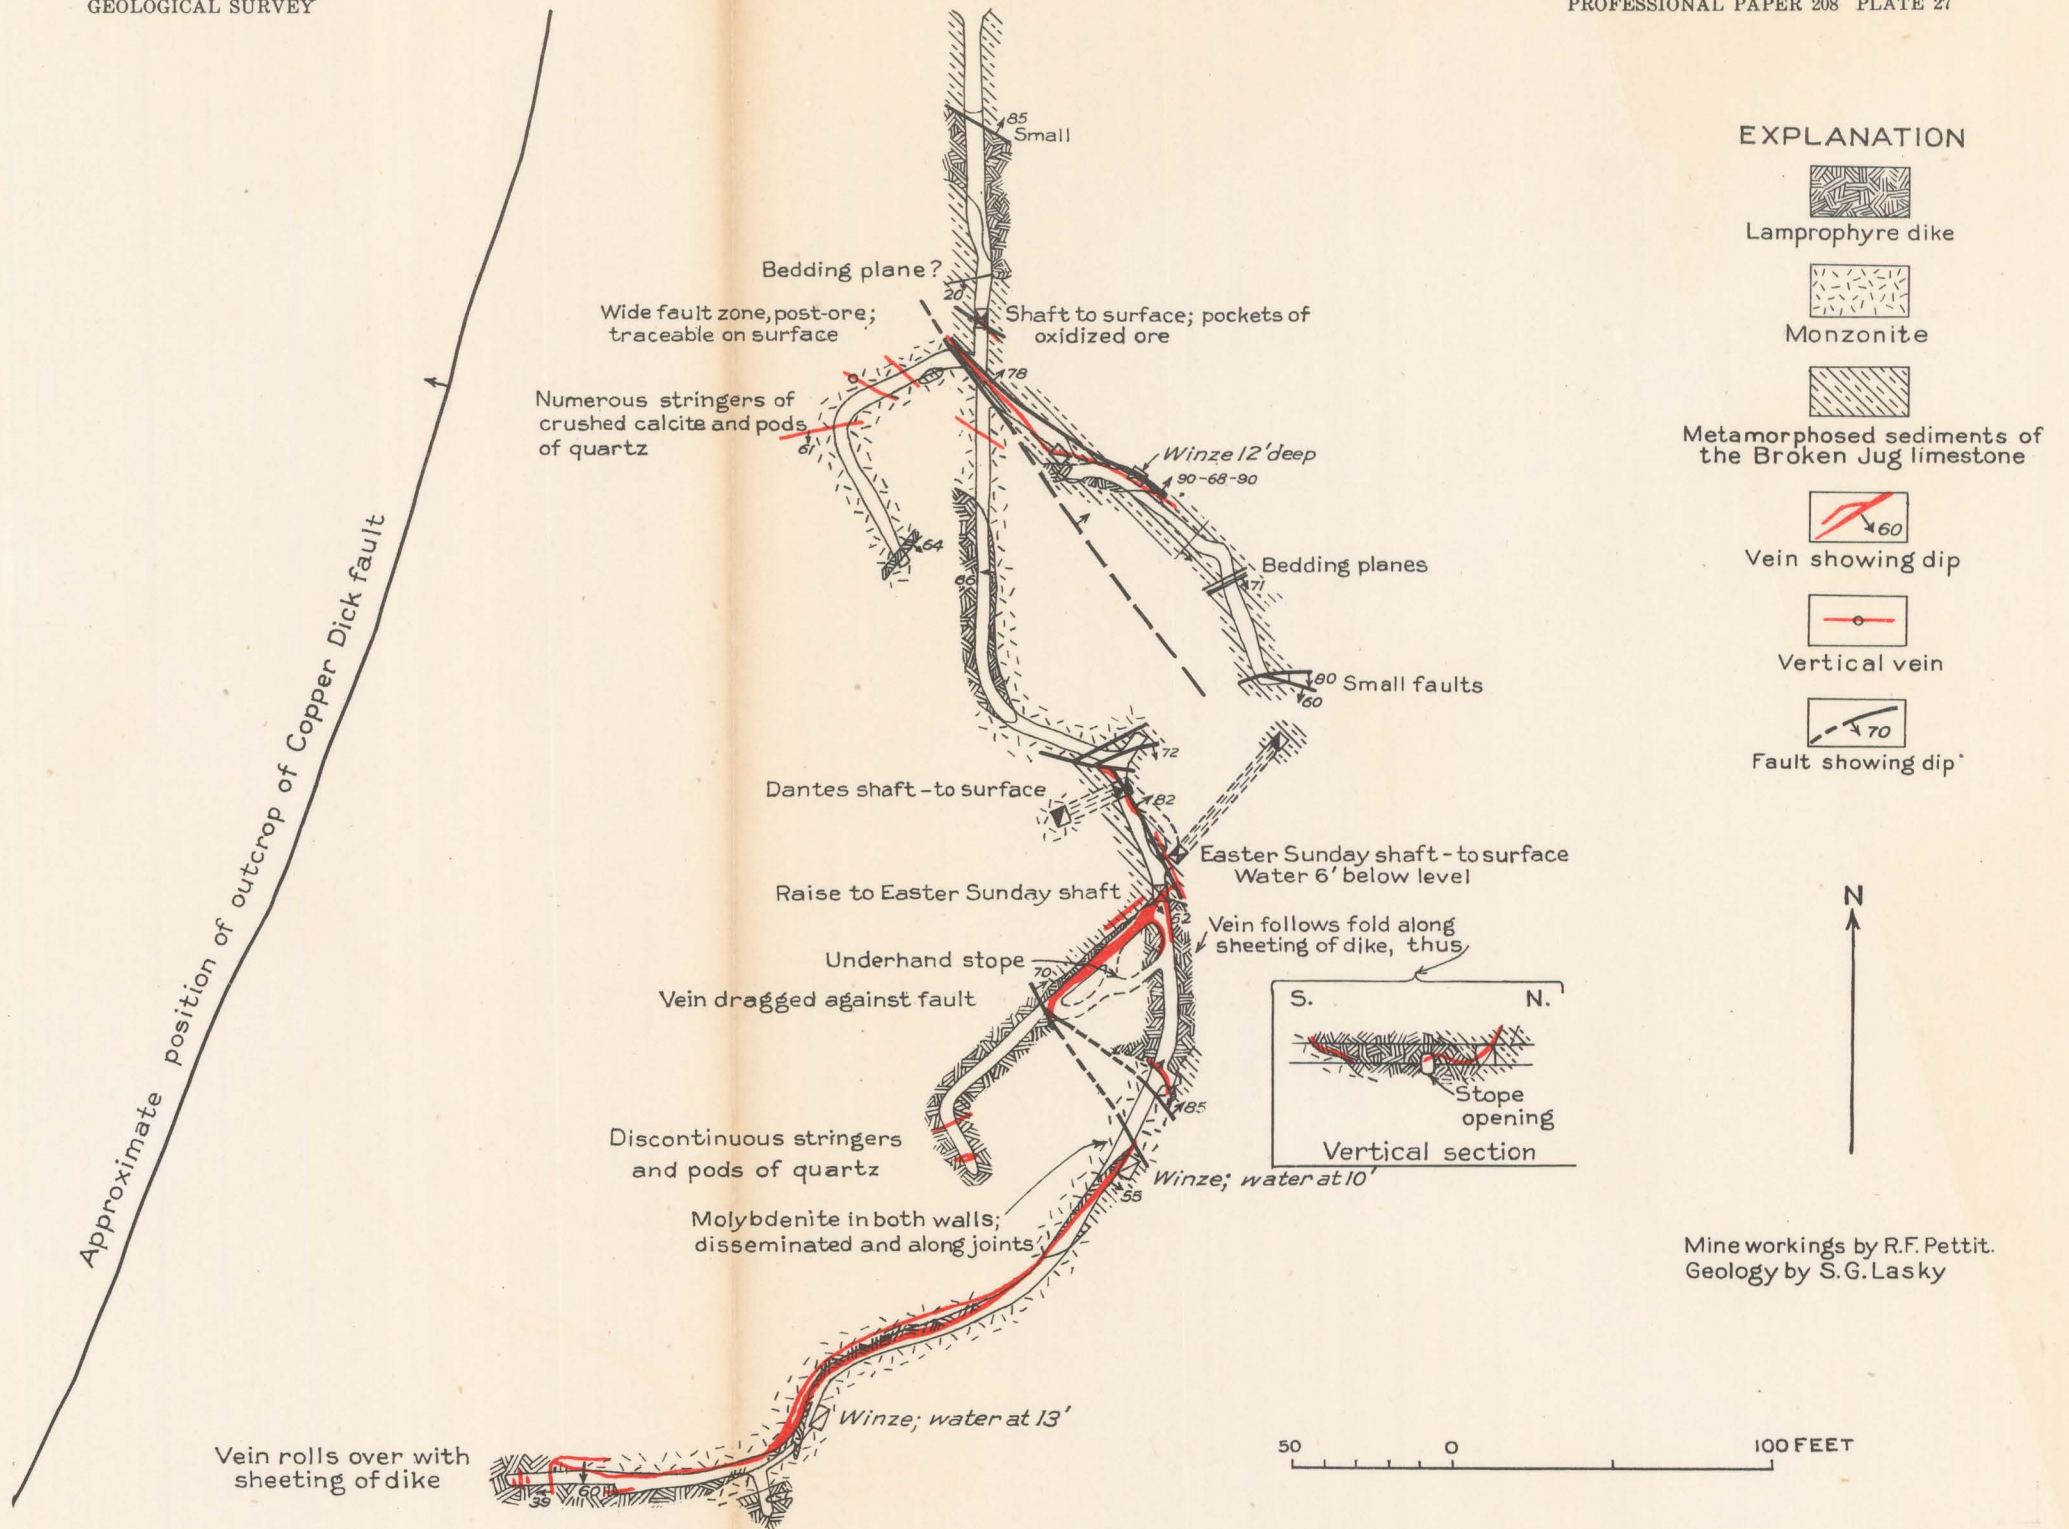 GEOLOGICAL SURVEY
PROFESSIONAL PAPER 208 PLATE 27
85
Small
Bedding plane?
20
Wide fault zone, post-ore;
traceable on surface
Shaft to surface; pockets of
oxidized ore
78
Numerous stringers of
crushed calcite and pods
of quartz
61
Winze 12' deep
90-68-90
64
66
Bedding planes
71
80
Small faults
60
72
Dantes shaft-to surface
82
Easter Sunday shaft-to surface
Water 6' below level
Raise to Easter Sunday shaft
62
Vein follows fold along
sheeting of dike, thus
Underhand stope
70
Vein dragged against fault
S.
N.
Stope
opening
Vertical section
85
Discontinuous stringers
and pods of quartz
Winze; water at 10'
55
Molybdenite in both walls;
disseminated and along joints
Winze; water at 13'
Vein rolls over with
sheeting of dike
39
60
Approximate position of outcrop of Copper Dick fault
EXPLANATION
Lamprophyre dike
Monzonite
Metamorphosed sediments of
the Broken Jug limestone
60
Vein showing dip
Vertical vein
70
Fault showing dip
N
Mine workings by R.F. Pettit.
Geology by S.G. Lasky
50 0 100 FEET